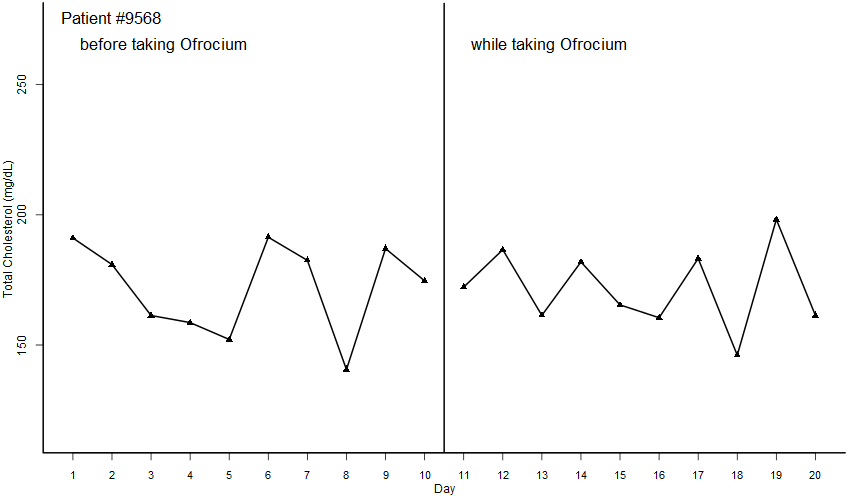 Patient #9568
before taking Ofrocium
while taking Ofrocium
Total Cholesterol (mg/dL)
250
200
150
1 2 3 4 5 6 7 8 9 10 11 12 13 14 15 16 17 18 19 20
Day